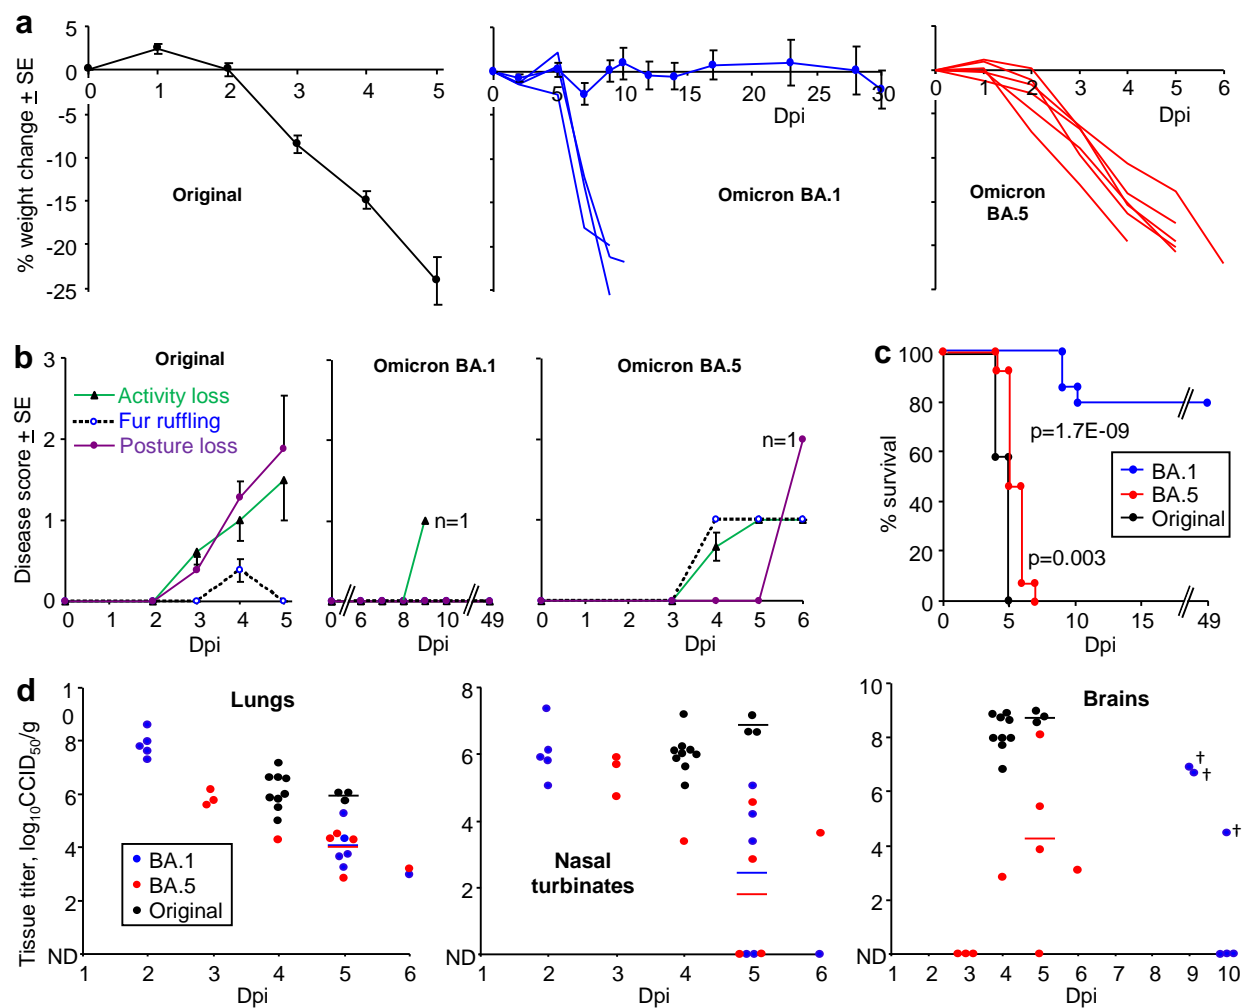 a
% weight change ± SE
5
0
-5
-10
-15
-20
-25
0 1 2 3 4 5
Original
0 5 10 15 20 25 30
Dpi
Omicron BA.1
0 1 2 3 4 5 6
Dpi
Omicron
BA.5
b
Disease score ± SE
3
2
1
0
Original
Activity loss
Fur ruffling
Posture loss
0 1 2 3 4 5
Dpi
Omicron BA.1
n=1
0 6 8 10 49
Dpi
Omicron BA.5
n=1
0 1 2 3 4 5 6
Dpi
c
% survival
100
80
60
40
20
0
p=1.7E-09
BA.1
BA.5
Original
p=0.003
0 5 10 15 49
Dpi
d
Tissue titer, log10CCID50/g
1
0
8
6
4
2
ND
Lungs
BA.1
BA.5
Original
1 2 3 4 5 6
Dpi
8
6
4
2
ND
Nasal
turbinates
1 2 3 4 5 6
Dpi
10
8
6
4
2
ND
Brains
†
†
†
1 2 3 4 5 6 7 8 9 10
Dpi